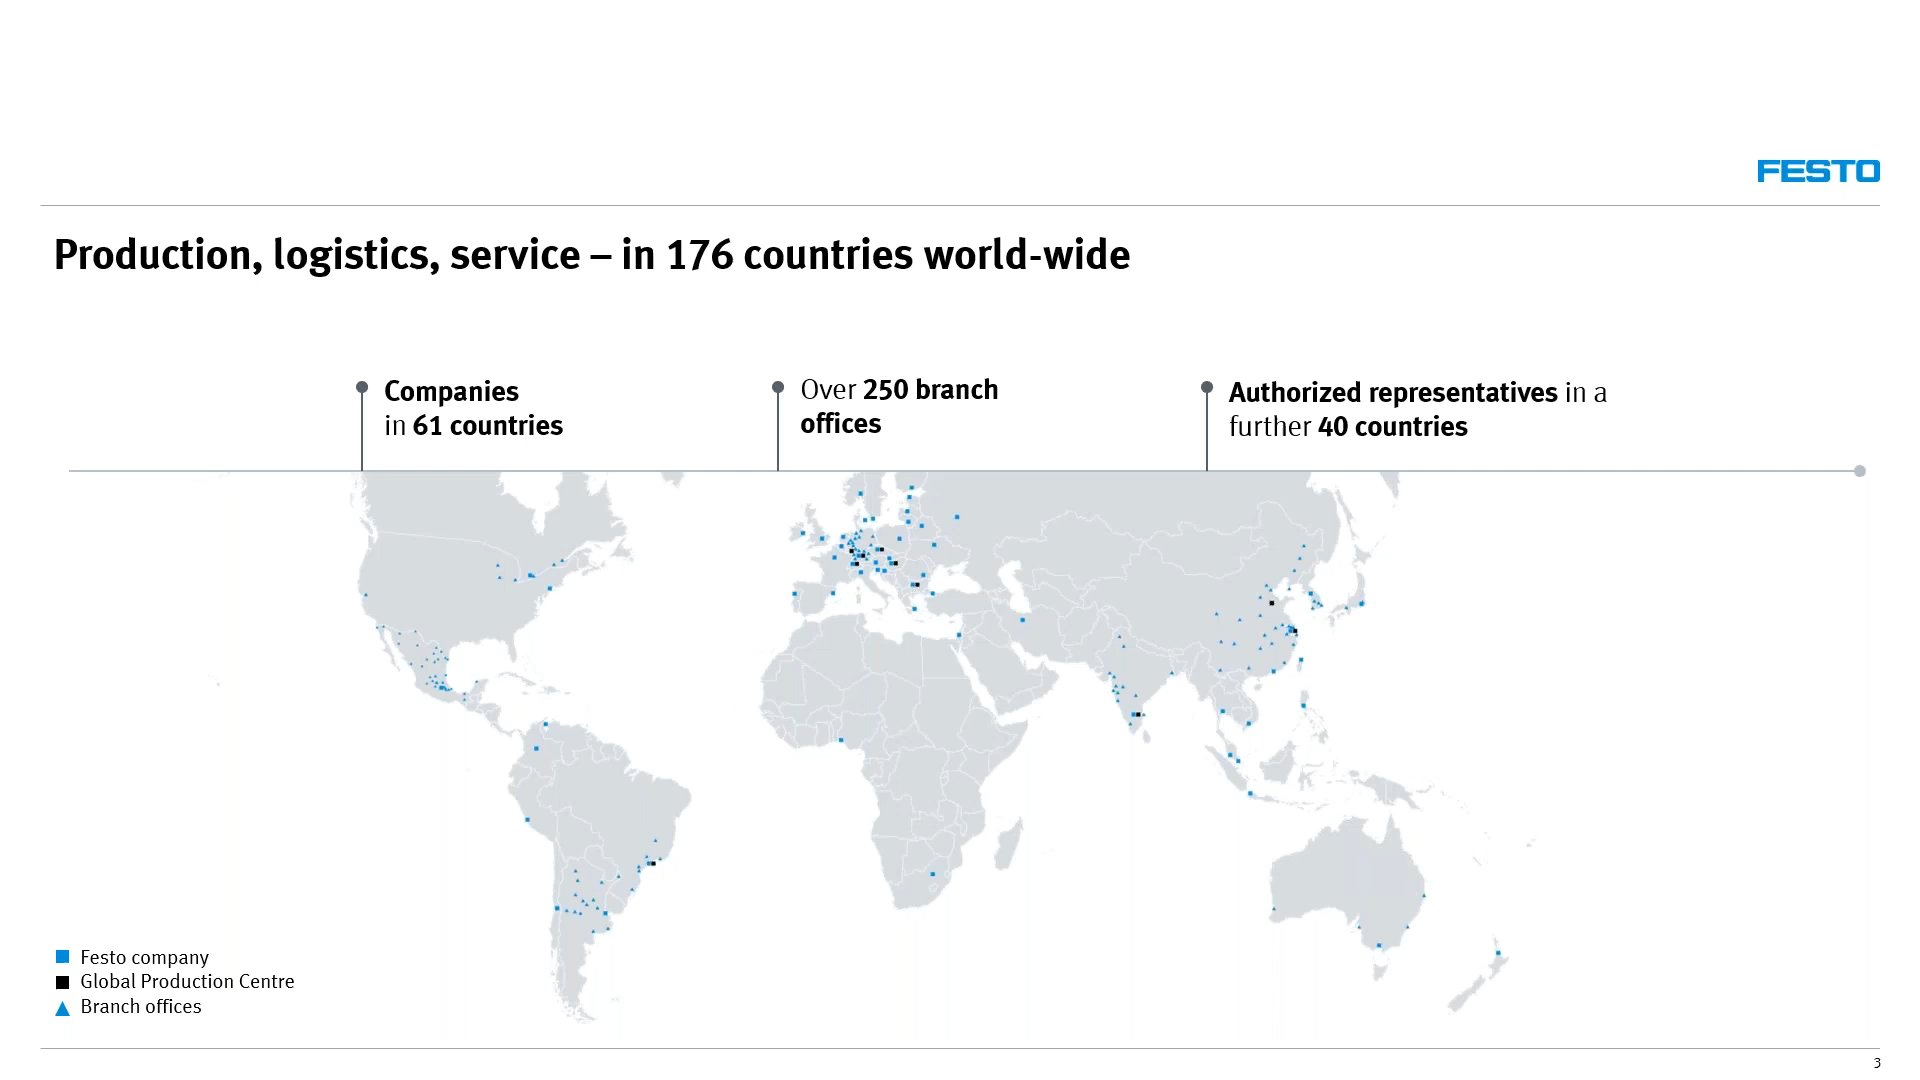 FESTO
Production, logistics, service – in 176 countries world-wide
Companies
in 61 countries
Over 250 branch
offices
Authorized representatives in a
further 40 countries
Festo company
Global Production Centre
Branch offices
3